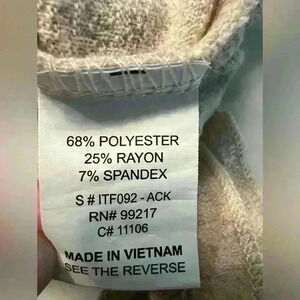 68% POLYESTER
25% RAYON
7% SPANDEX
S # ITF092 - ACK
RN# 99217
C# 11106
MADE IN VIETNAM
SEE THE REVERSE